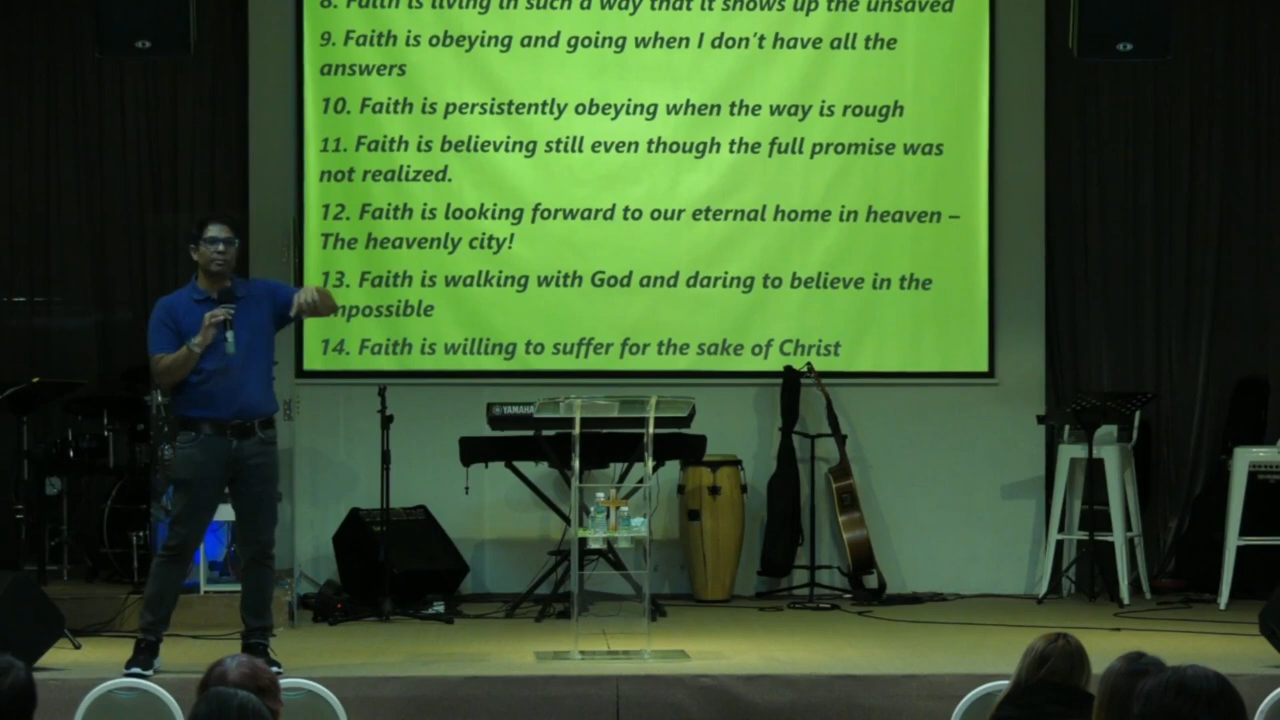 8. Faith is living in such a way that it shows up the unsaved
9. Faith is obeying and going when I don't have all the
answers
10. Faith is persistently obeying when the way is rough
11. Faith is believing still even though the full promise was
not realized.
12. Faith is looking forward to our eternal home in heaven –
The heavenly city!
13. Faith is walking with God and daring to believe in the
mpossible
14. Faith is willing to suffer for the sake of Christ
YAMAHA